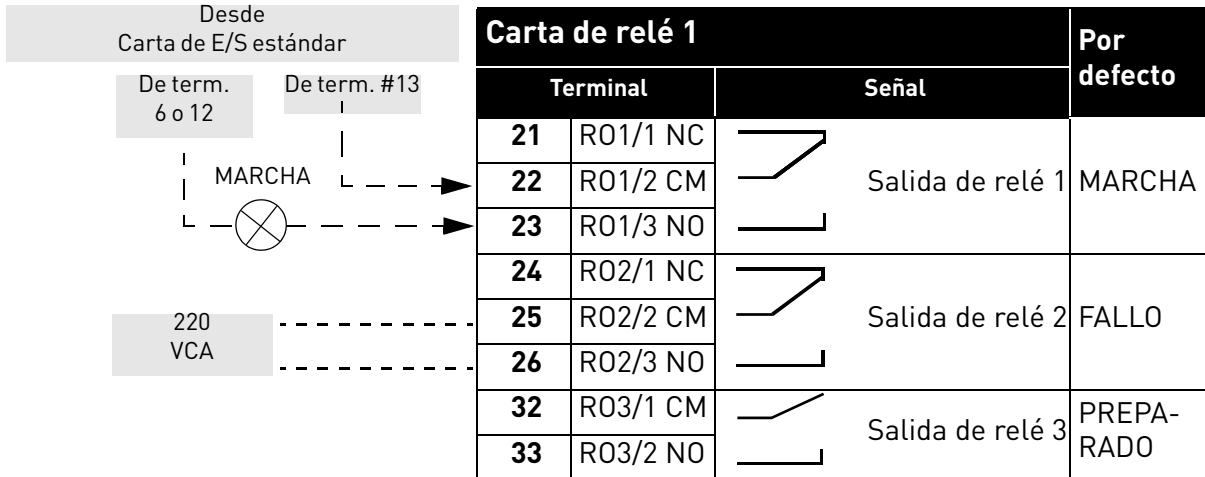 Desde
Carta de E/S estándar
De term.
6 o 12
De term. #13
MARCHA
220
VCA
Carta de relé 1
Por
defecto
Terminal Señal
21 RO1/1 NC
22 RO1/2 CM Salida de relé 1 MARCHA
23 RO1/3 NO
24 RO2/1 NC
25 RO2/2 CM Salida de relé 2 FALLO
26 RO2/3 NO
32 RO3/1 CM
33 RO3/2 NO
Salida de relé 3
PREPA-
RADO